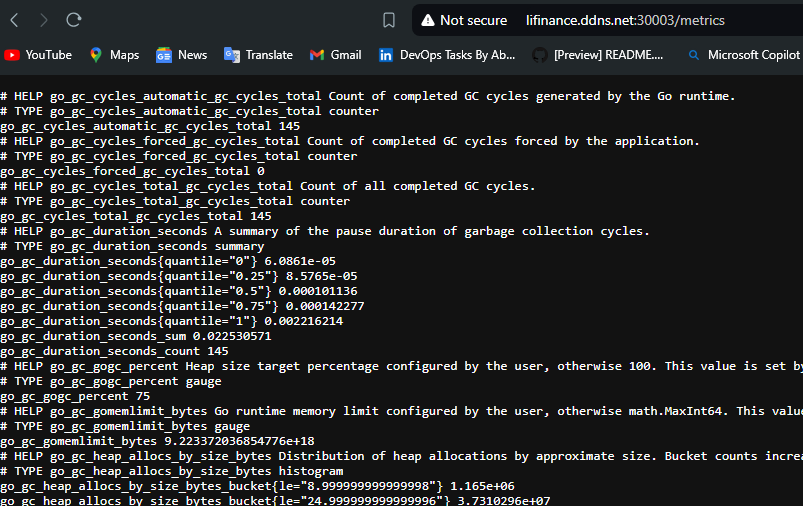 Not secure lifinance.ddns.net:30003/metrics
YouTube Maps News Translate Gmail DevOps Tasks By Ab... [Preview] README.... Microsoft Copilot
# HELP go_gc_cycles_automatic_gc_cycles_total Count of completed GC cycles generated by the Go runtime.
# TYPE go_gc_cycles_automatic_gc_cycles_total counter
go_gc_cycles_automatic_gc_cycles_total 145
# HELP go_gc_cycles_forced_gc_cycles_total Count of completed GC cycles forced by the application.
# TYPE go_gc_cycles_forced_gc_cycles_total counter
go_gc_cycles_forced_gc_cycles_total 0
# HELP go_gc_cycles_total_gc_cycles_total Count of all completed GC cycles.
# TYPE go_gc_cycles_total_gc_cycles_total counter
go_gc_cycles_total_gc_cycles_total 145
# HELP go_gc_duration_seconds A summary of the pause duration of garbage collection cycles.
# TYPE go_gc_duration_seconds summary
go_gc_duration_seconds{quantile="0"} 6.0861e-05
go_gc_duration_seconds{quantile="0.25"} 8.5765e-05
go_gc_duration_seconds{quantile="0.5"} 0.000101136
go_gc_duration_seconds{quantile="0.75"} 0.000142277
go_gc_duration_seconds{quantile="1"} 0.002216214
go_gc_duration_seconds_sum 0.022530571
go_gc_duration_seconds_count 145
# HELP go_gc_gogc_percent Heap size target percentage configured by the user, otherwise 100. This value is set by
# TYPE go_gc_gogc_percent gauge
go_gc_gogc_percent 75
# HELP go_gc_gomemlimit_bytes Go runtime memory limit configured by the user, otherwise math.MaxInt64. This valu
# TYPE go_gc_gomemlimit_bytes gauge
go_gc_gomemlimit_bytes 9.223372036854776e+18
# HELP go_gc_heap_allocs_by_size_bytes Distribution of heap allocations by approximate size. Bucket counts increa
# TYPE go_gc_heap_allocs_by_size_bytes histogram
go_gc_heap_allocs_by_size_bytes_bucket{le="8.999999999999998"} 1.165e+06
go_gc_heap_allocs_by_size_bytes_bucket{le="24.999999999999996"} 3.7310296e+07